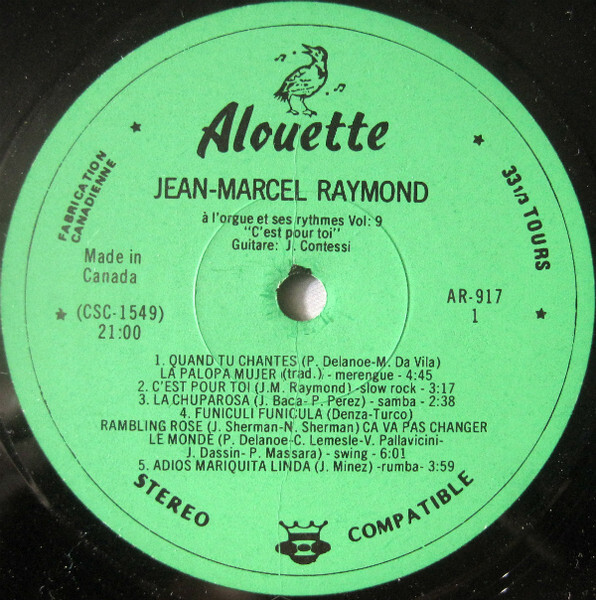 Alouette
JEAN-MARCEL RAYMOND
à l'orgue et ses rythmes Vol: 9
"C'est pour toi"
Guitare: J. Contessi
FABRICATION
CANADIENNE
33 1/3 TOURS
Made in
Canada
(CSC-1549)
21:00
AR-917
1
1. QUAND TU CHANTES (P. Delanoe-M. Da Vila)
LA PALOPA MUJER (trad.) - merengue - 4:45
2. C'EST POUR TOI (J.M. Raymond) -slow rock - 3:17
3. LA CHUPAROSA (J. Baca- P. Perez) - samba - 2:38
4. FUNICULI FUNICULA (Denza-Turco)
RAMBLING ROSE (J. Sherman-N. Sherman) CA VA PAS CHANGER
LE MONDE (P. Delanoe-C. Lemesle-V. Pallavicini-
J. Dassin- P. Massara) - swing - 6:01
5. ADIOS MARIQUITA LINDA (J. Minez) -rumba- 3:59
STEREO
COMPATIBLE